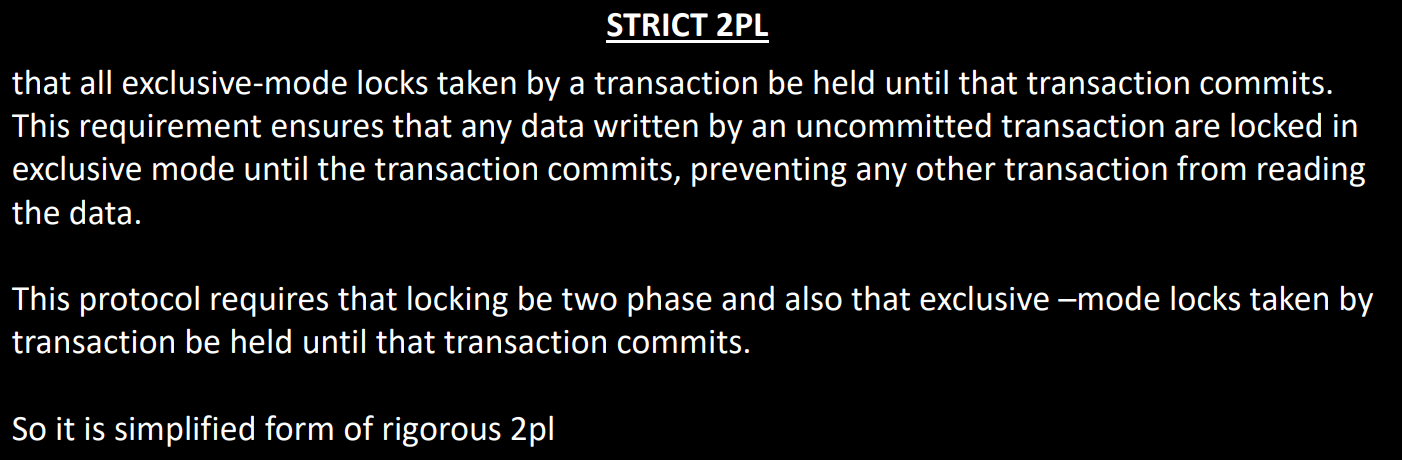 STRICT 2PL
that all exclusive-mode locks taken by a transaction be held until that transaction commits.
This requirement ensures that any data written by an uncommitted transaction are locked in
exclusive mode until the transaction commits, preventing any other transaction from reading
the data.
This protocol requires that locking be two phase and also that exclusive –mode locks taken by
transaction be held until that transaction commits.
So it is simplified form of rigorous 2pl